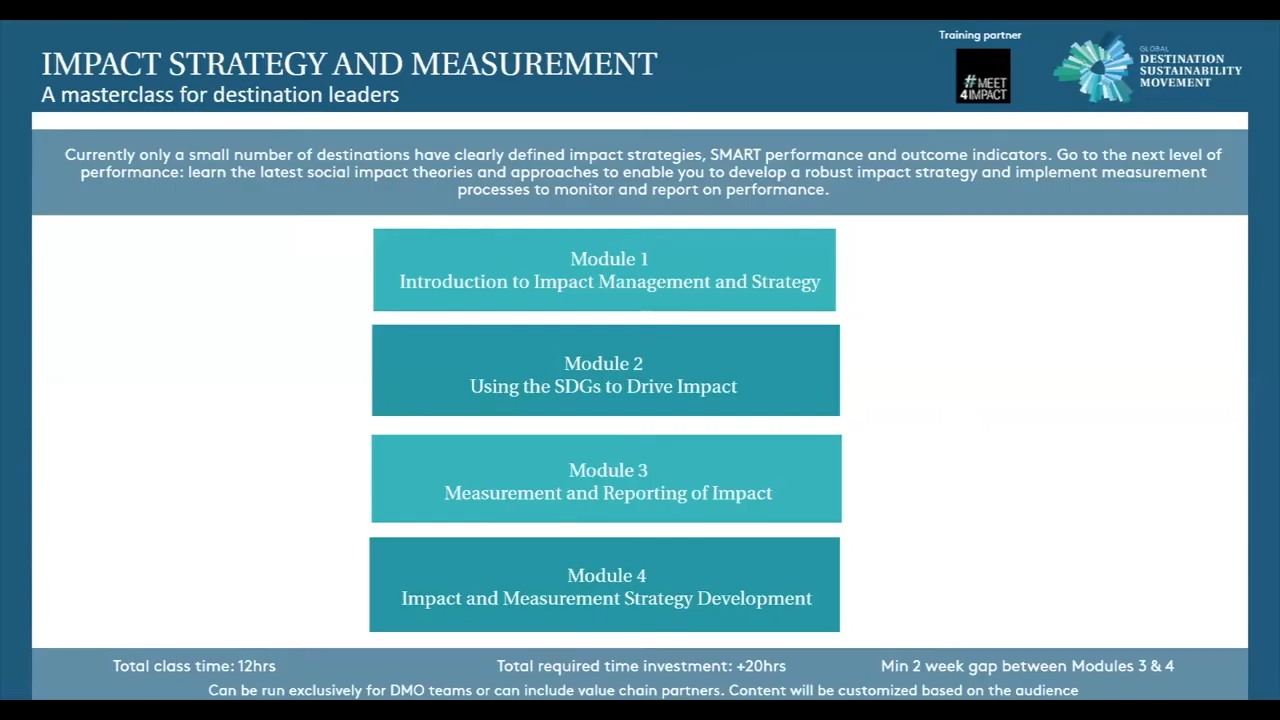 IMPACT STRATEGY AND MEASUREMENT
A masterclass for destination leaders
Training partner
#MEET
4IMPACT
GLOBAL
DESTINATION
SUSTAINABILITY
MOVEMENT
Currently only a small number of destinations have clearly defined impact strategies, SMART performance and outcome indicators. Go to the next level of
performance: learn the latest social impact theories and approaches to enable you to develop a robust impact strategy and implement measurement
processes to monitor and report on performance.
Module 1
Introduction to Impact Management and Strategy
Module 2
Using the SDGs to Drive Impact
Module 3
Measurement and Reporting of Impact
Module 4
Impact and Measurement Strategy Development
Total class time: 12hrs
Total required time investment: +20hrs
Min 2 week gap between Modules 3 & 4
Can be run exclusively for DMO teams or can include value chain partners. Content will be customized based on the audience